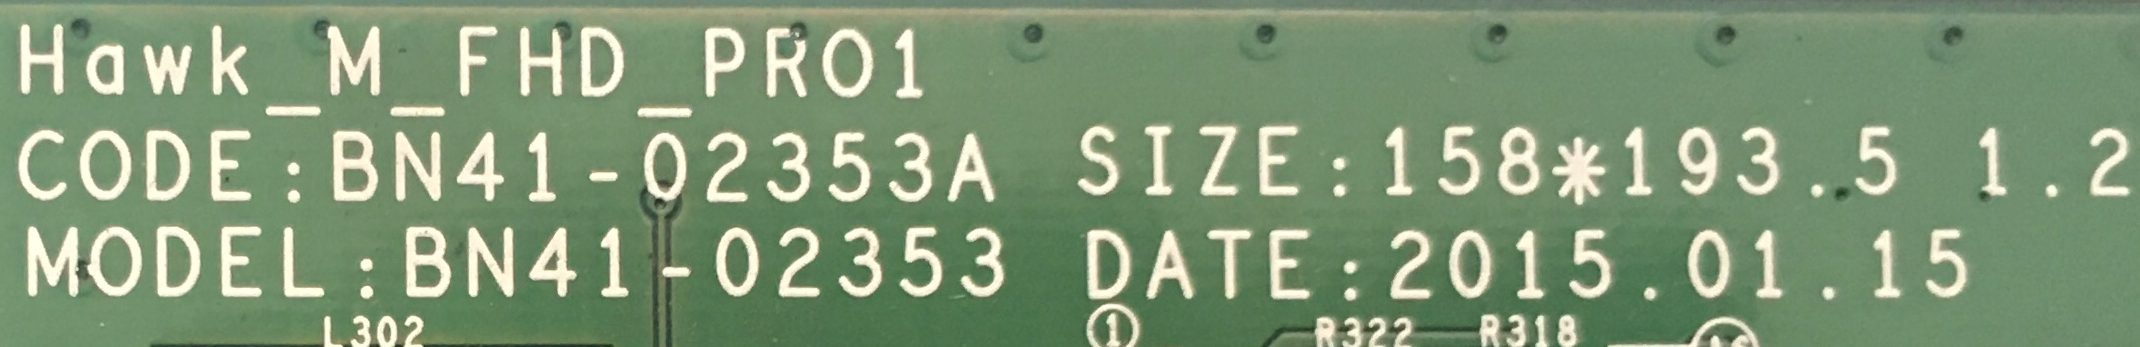 Hawk_M_FHD_PRO1
CODE:BN41-02353A SIZE:158*193.5 1.2
MODEL:BN41-02353 DATE:2015.01.15
L302 1 R322 R318